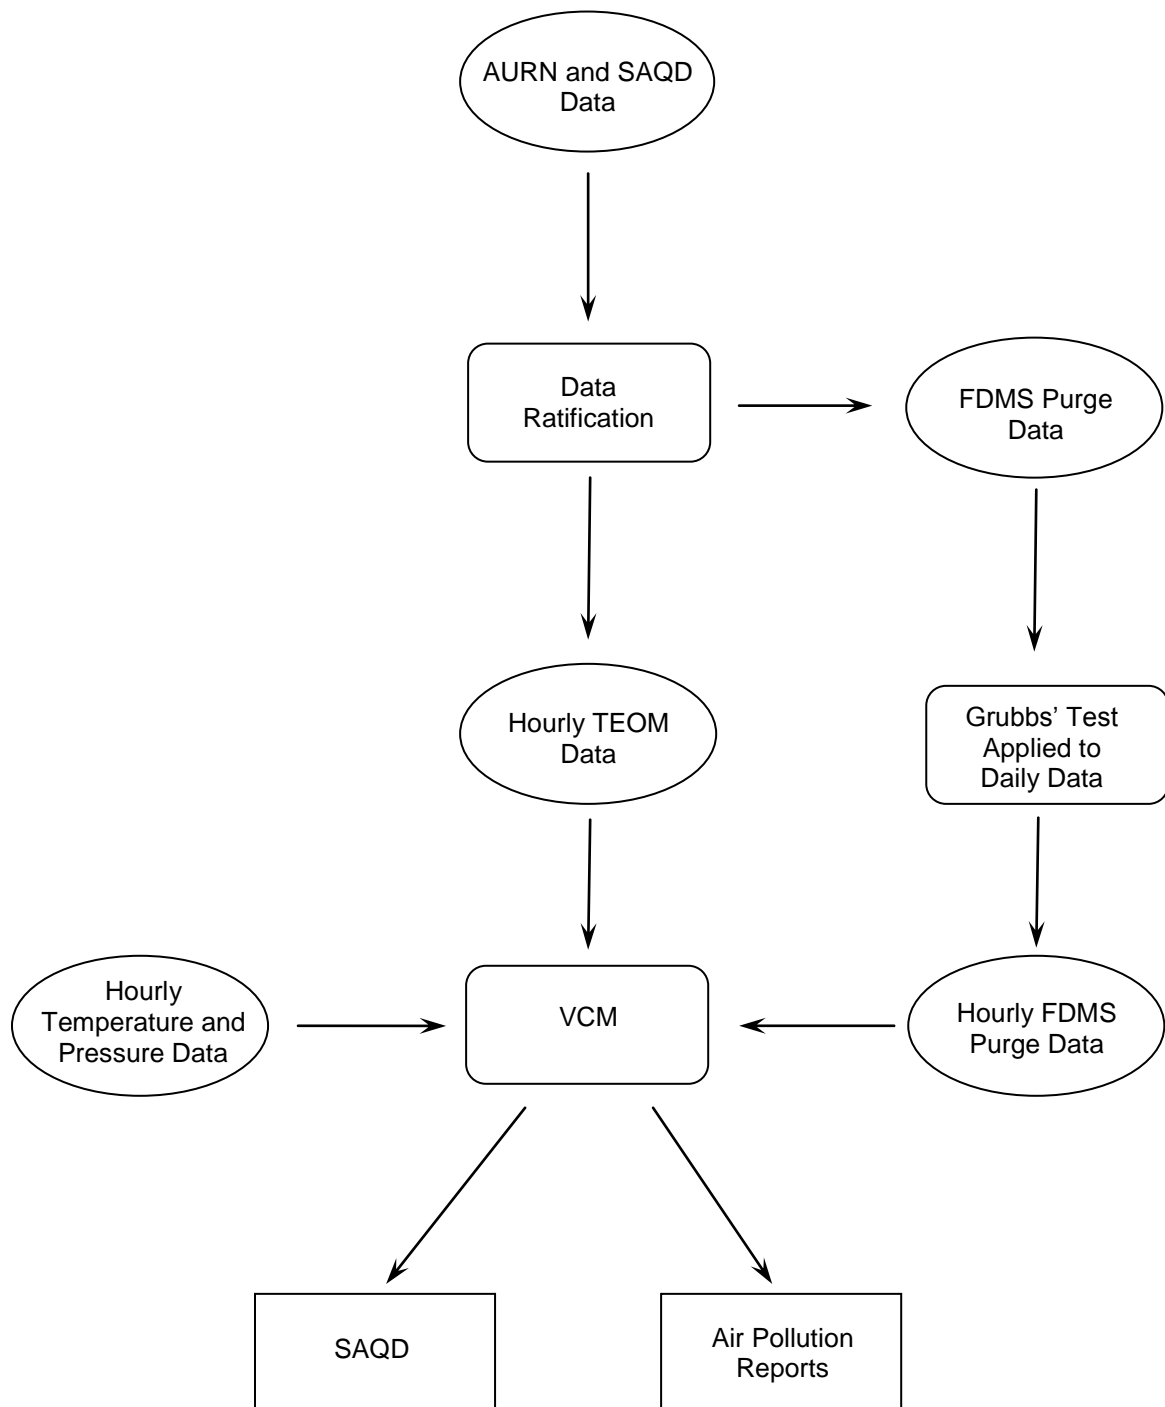 AURN and SAQD
Data
Data
Ratification
FDMS Purge
Data
Hourly TEOM
Data
Grubbs’ Test
Applied to
Daily Data
Hourly
Temperature and
Pressure Data
VCM
Hourly FDMS
Purge Data
SAQD
Air Pollution
Reports